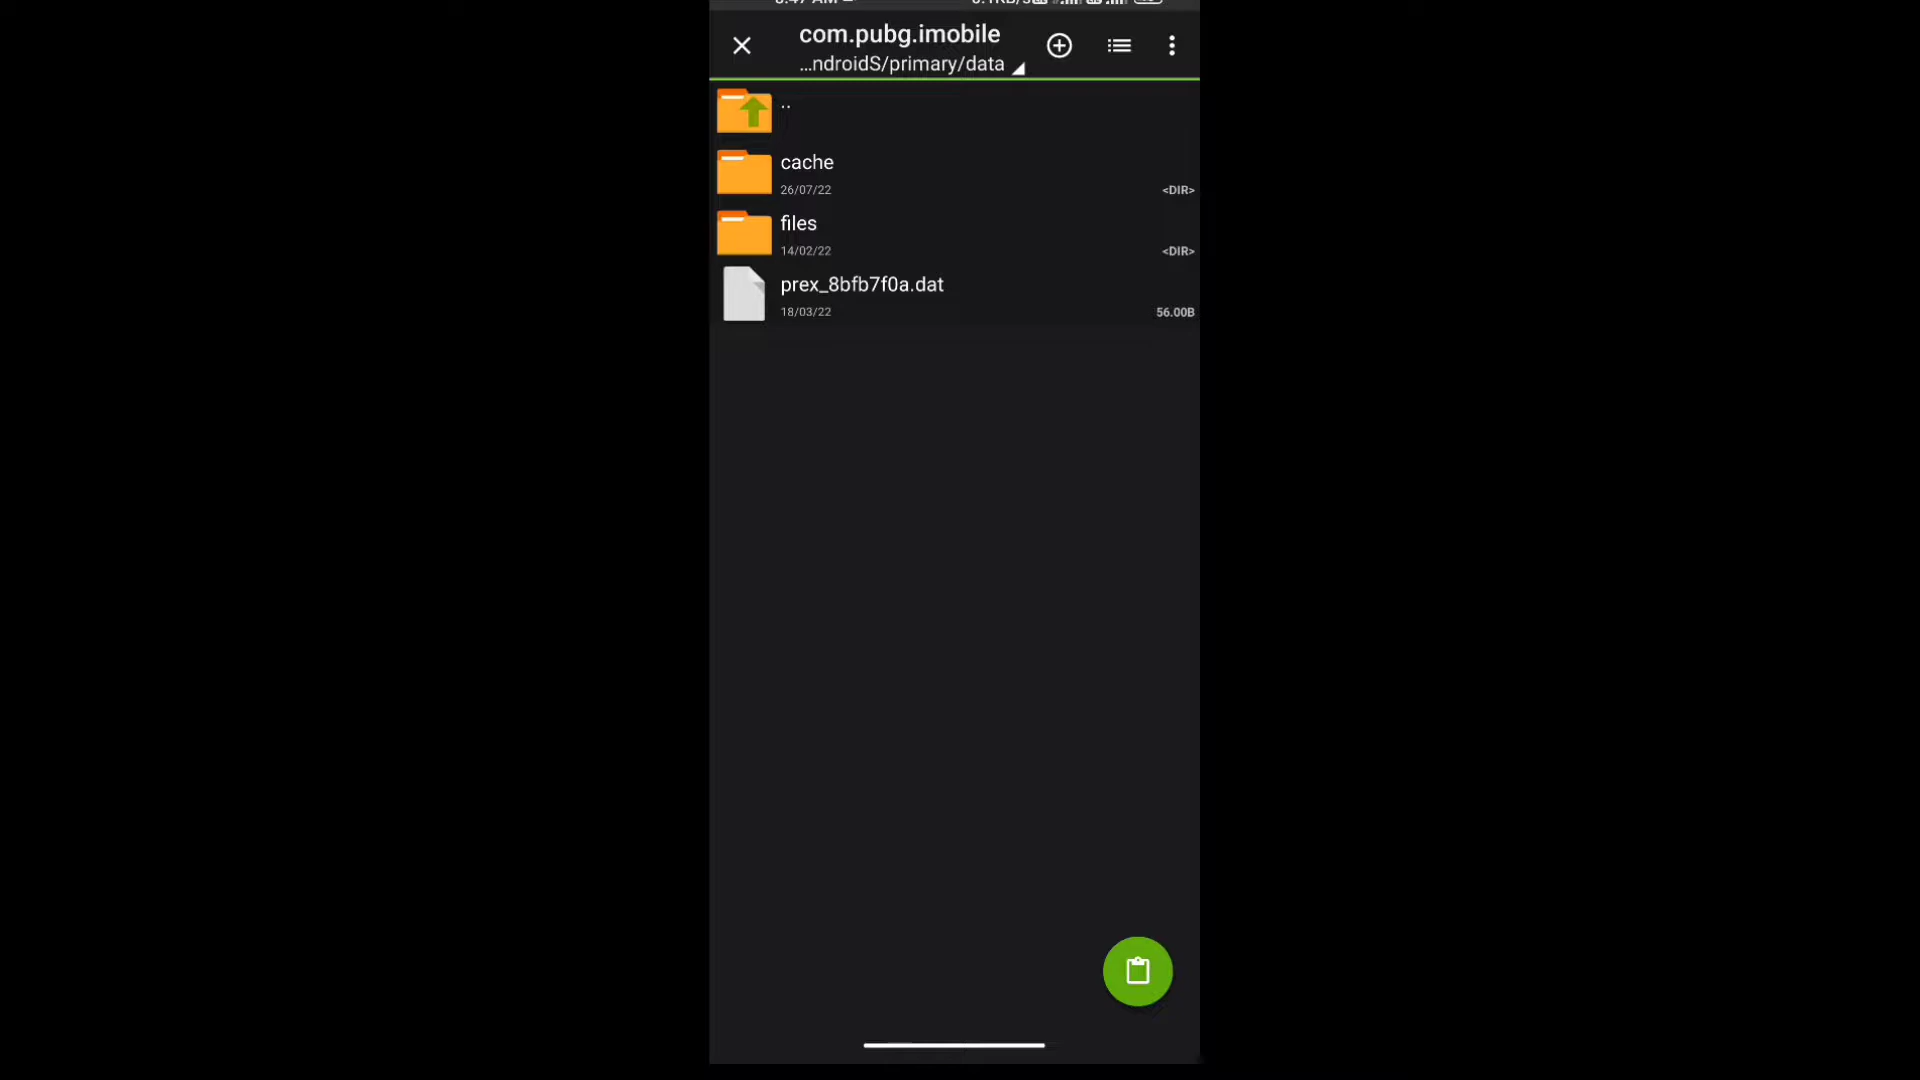 com.pubg.imobile
...ndroidS/primary/data
..
cache
26/07/22 <DIR>
files
14/02/22 <DIR>
prex_8bfb7f0a.dat
18/03/22 56.00B